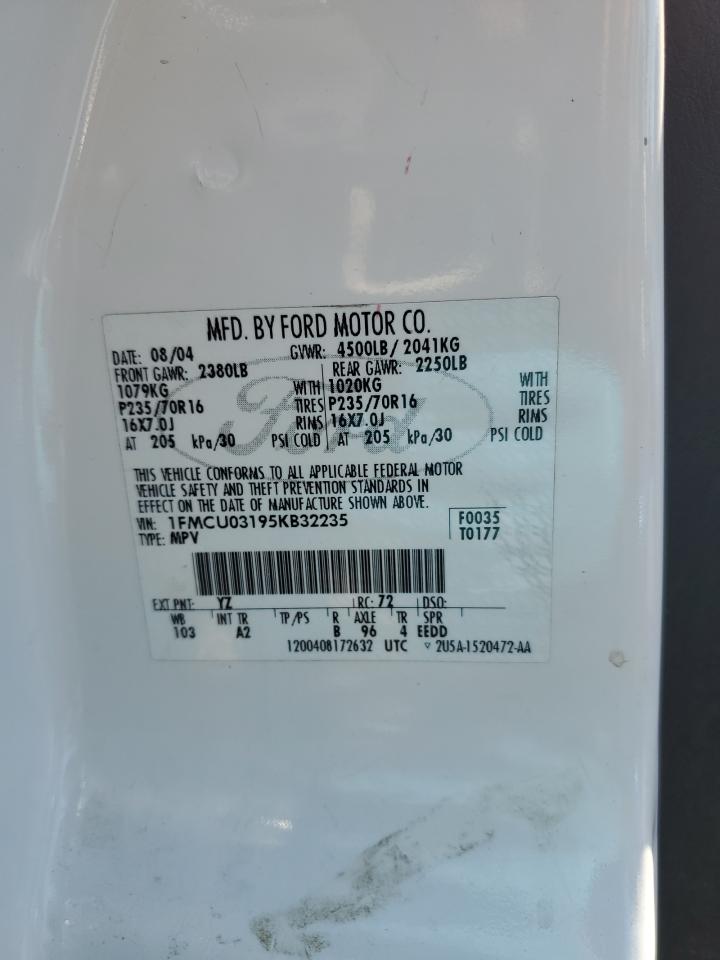 MFD. BY FORD MOTOR CO.
DATE: 08/04 GVWR: 4500LB/ 2041KG
FRONT GAWR: 2380LB REAR GAWR: 2250LB
1079KG WITH 1020KG WITH
P235/70R16 TIRES P235/70R16 TIRES
16X7.0J RIMS 16X7.0J RIMS
AT 205 kPa/30 PSI COLD AT 205 kPa/30 PSI COLD
Ford
THIS VEHICLE CONFORMS TO ALL APPLICABLE FEDERAL MOTOR
VEHICLE SAFETY AND THEFT PREVENTION STANDARDS IN
EFFECT ON THE DATE OF MANUFACTURE SHOWN ABOVE.
VIN: 1FMCU03195KB32235 F0035
TYPE: MPV T0177
EXT PNT: YZ RC: 72 DSO:
WB INT TR TP/PS R AXLE TR SPR
103 A2 B 96 4 EEDD
1200408172632 UTC ▽ 2U5A-1520472-AA